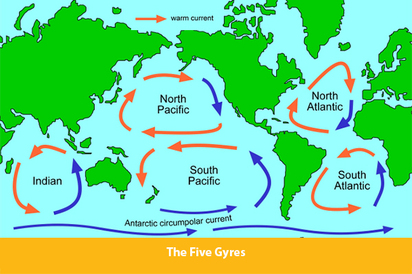 warm current
North
Pacific
North
Atlantic
Indian
South
Pacific
South
Atlantic
Antarctic circumpolar current
The Five Gyres